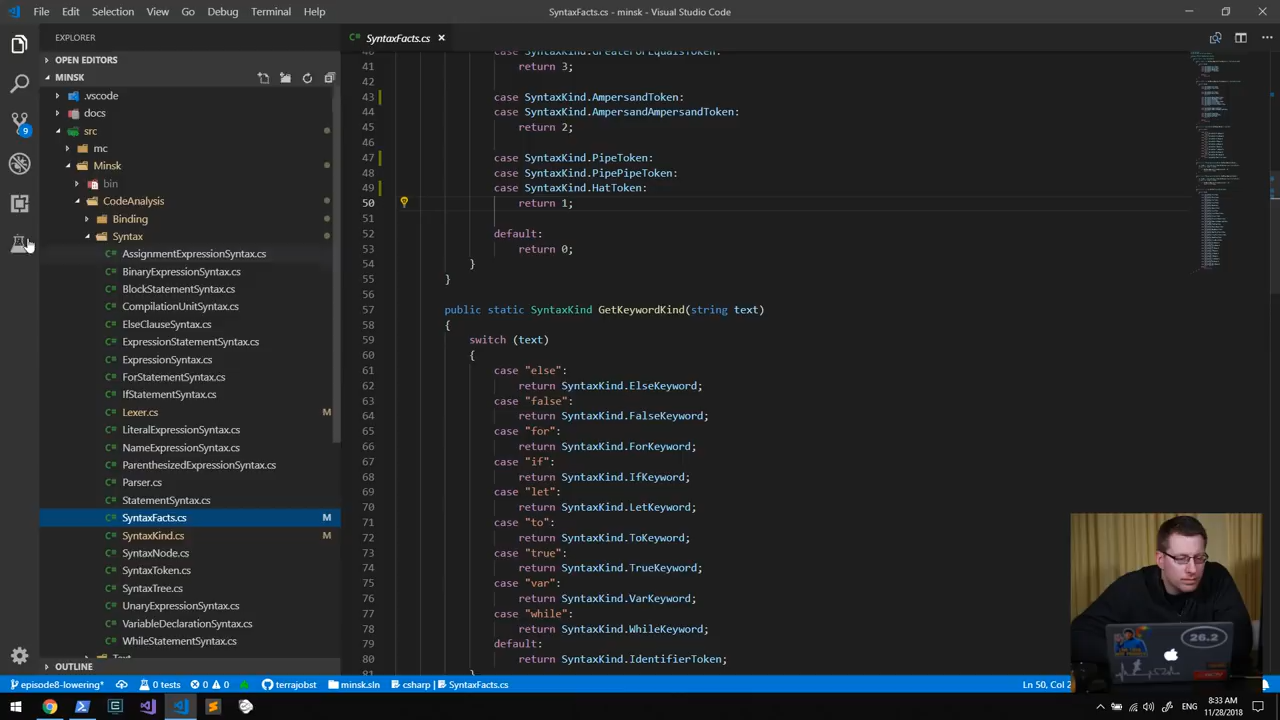 File Edit Selection View Go Debug Terminal Help
SyntaxFacts.cs - minsk - Visual Studio Code
EXPLORER
OPEN EDITORS
MINSK
.vscode
docs
src
mc
Minsk
bin
CodeAnalysis
Binding
Syntax
AssignmentExpressionSyntax.cs
BinaryExpressionSyntax.cs
BlockStatementSyntax.cs
CompilationUnitSyntax.cs
ElseClauseSyntax.cs
ExpressionStatementSyntax.cs
ExpressionSyntax.cs
ForStatementSyntax.cs
IfStatementSyntax.cs
Lexer.cs M
LiteralExpressionSyntax.cs
NameExpressionSyntax.cs
ParenthesizedExpressionSyntax.cs
Parser.cs
StatementSyntax.cs
SyntaxFacts.cs M
SyntaxKind.cs M
SyntaxNode.cs
SyntaxToken.cs
SyntaxTree.cs
UnaryExpressionSyntax.cs
VariableDeclarationSyntax.cs
WhileStatementSyntax.cs
OUTLINE
9
SyntaxFacts.cs
40 case SyntaxKind.GreaterOrEqualsToken:
41 return 3;
42
43 case SyntaxKind.AmpersandToken:
44 case SyntaxKind.AmpersandAmpersandToken:
45 return 2;
46
47 case SyntaxKind.PipeToken:
48 case SyntaxKind.PipePipeToken:
49 case SyntaxKind.HatToken:
50 return 1;
51
52 default:
53 return 0;
54 }
55 }
56
57 public static SyntaxKind GetKeywordKind(string text)
58 {
59 switch (text)
60 {
61 case "else":
62 return SyntaxKind.ElseKeyword;
63 case "false":
64 return SyntaxKind.FalseKeyword;
65 case "for":
66 return SyntaxKind.ForKeyword;
67 case "if":
68 return SyntaxKind.IfKeyword;
69 case "let":
70 return SyntaxKind.LetKeyword;
71 case "to":
72 return SyntaxKind.ToKeyword;
73 case "true":
74 return SyntaxKind.TrueKeyword;
75 case "var":
76 return SyntaxKind.VarKeyword;
77 case "while":
78 return SyntaxKind.WhileKeyword;
79 default:
80 return SyntaxKind.IdentifierToken;
81 }
26.2
episode8-lowering* 0 tests 0 0 terrajobst minsk.sln csharp SyntaxFacts.cs Ln 50, Col 2
ENG 8:33 AM
11/28/2018